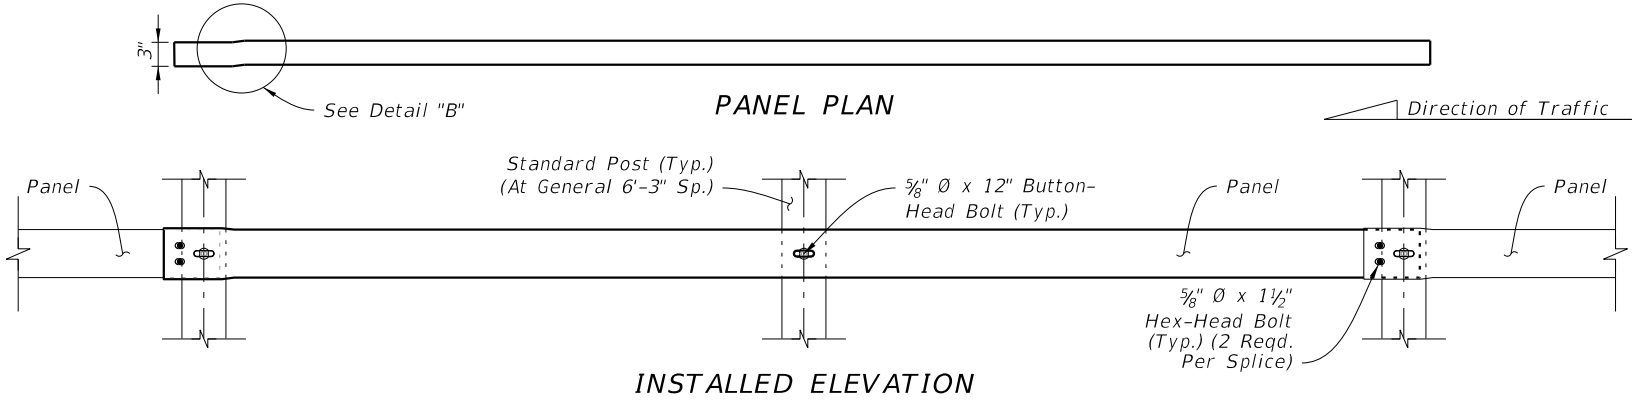 3"
See Detail "B"
PANEL PLAN
Direction of Traffic
Panel
Standard Post (Typ.)
(At General 6'-3" Sp.)
⅝" Ø x 12" Button-
Head Bolt (Typ.)
Panel
Panel
⅝" Ø x 1½"
Hex-Head Bolt
(Typ.) (2 Reqd.
Per Splice)
INSTALLED ELEVATION